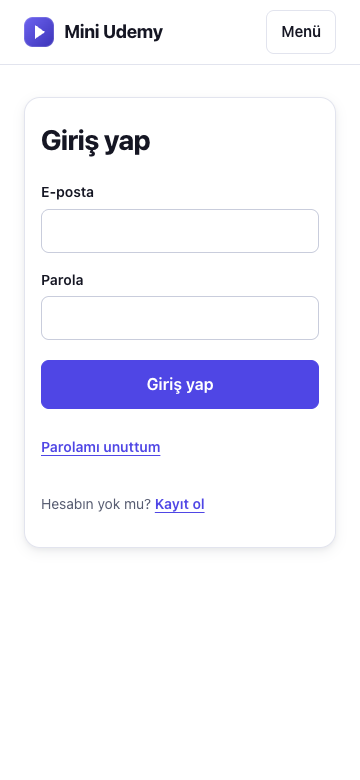 Mini Udemy
Menü
Giriş yap
E-posta
Parola
Giriş yap
Parolamı unuttum
Hesabın yok mu? Kayıt ol